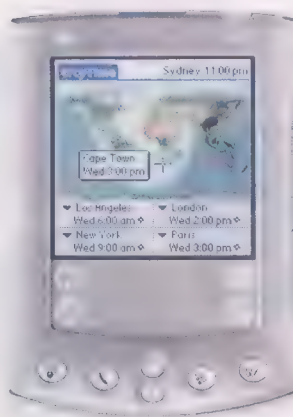 Sydney 11:00 pm
Cape Town
Wed 3:00 pm
Los Angeles
London
Wed 6:00 am
Wed 2:00 pm
New York
Paris
Wed 9:00 am
Wed 3:00 pm